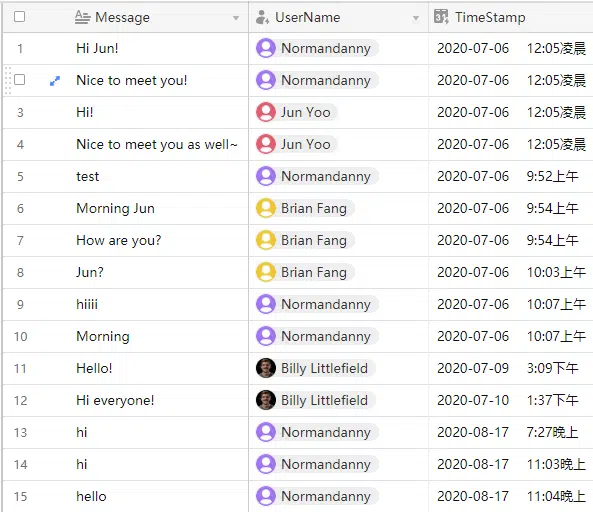 Message UserName TimeStamp
1 Hi Jun! Normandanny 2020-07-06 12:05凌晨
Nice to meet you! Normandanny 2020-07-06 12:05凌晨
3 Hi! Jun Yoo 2020-07-06 12:05凌晨
4 Nice to meet you as well~ Jun Yoo 2020-07-06 12:05凌晨
5 test Normandanny 2020-07-06 9:52上午
6 Morning Jun Brian Fang 2020-07-06 9:54上午
7 How are you? Brian Fang 2020-07-06 9:54上午
8 Jun? Brian Fang 2020-07-06 10:03上午
9 hiiii Normandanny 2020-07-06 10:07上午
10 Morning Normandanny 2020-07-06 10:07上午
11 Hello! Billy Littlefield 2020-07-09 3:09下午
12 Hi everyone! Billy Littlefield 2020-07-10 1:37下午
13 hi Normandanny 2020-08-17 7:27晚上
14 hi Normandanny 2020-08-17 11:03晚上
15 hello Normandanny 2020-08-17 11:04晚上